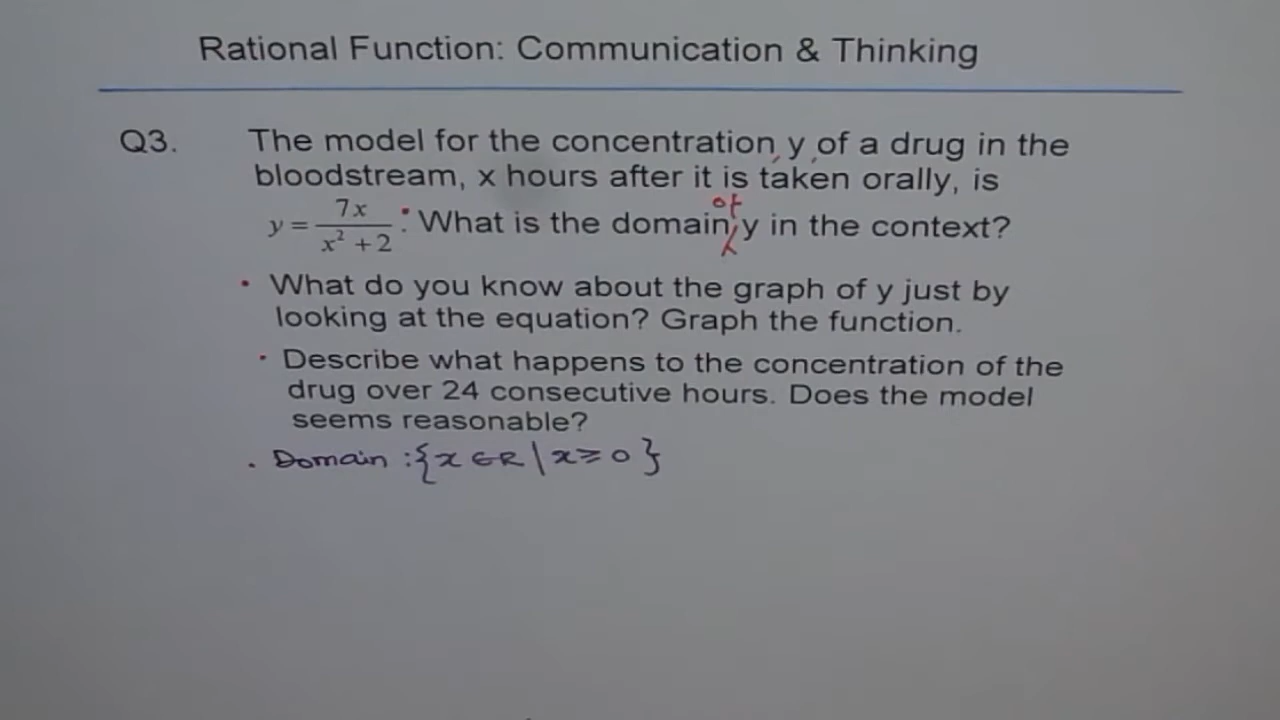 Rational Function: Communication & Thinking
Q3. The model for the concentration, y, of a drug in the
bloodstream, x hours after it is taken orally, is
y = 7x / (x² + 2) : What is the domain of y in the context?
• What do you know about the graph of y just by
looking at the equation? Graph the function.
• Describe what happens to the concentration of the
drug over 24 consecutive hours. Does the model
seems reasonable?
. Domain : {x ∈ R | x ≥ 0}